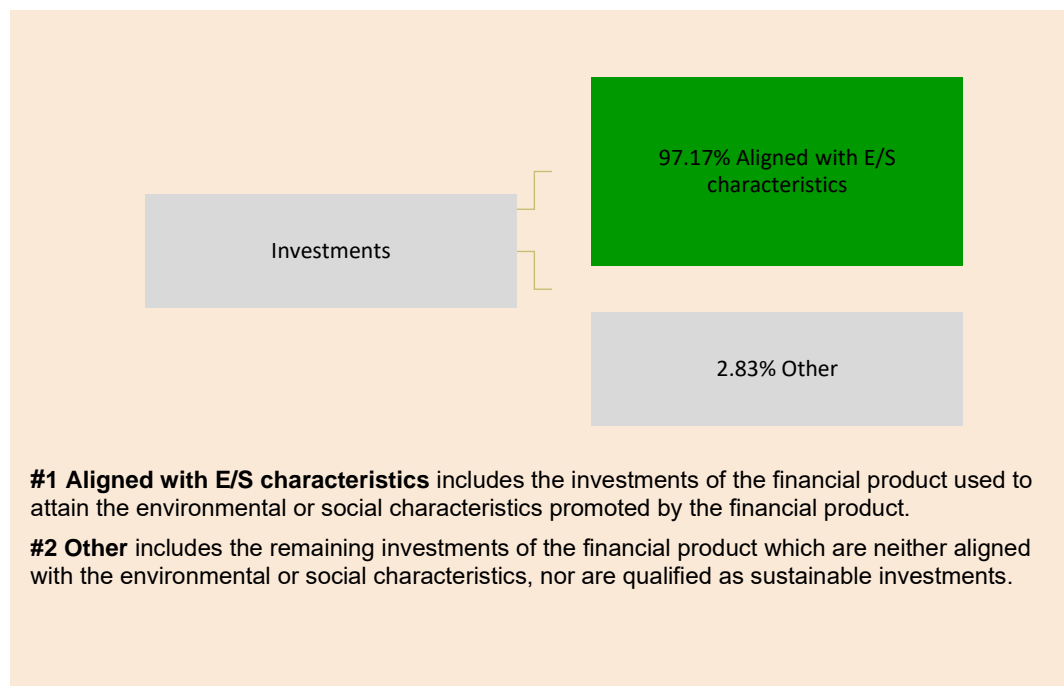 97.17% Aligned with E/S
characteristics
Investments
2.83% Other
#1 Aligned with E/S characteristics includes the investments of the financial product used to
attain the environmental or social characteristics promoted by the financial product.
#2 Other includes the remaining investments of the financial product which are neither aligned
with the environmental or social characteristics, nor are qualified as sustainable investments.